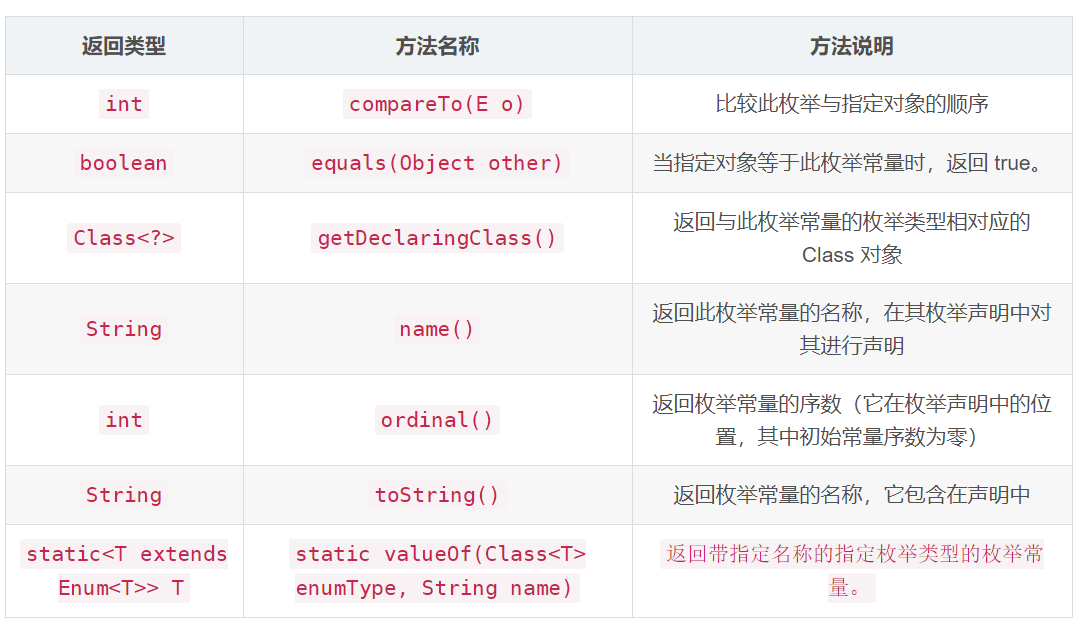 返回类型 方法名称 方法说明
int compareTo(E o) 比较此枚举与指定对象的顺序
boolean equals(Object other) 当指定对象等于此枚举常量时，返回 true。
Class<?> getDeclaringClass() 返回与此枚举常量的枚举类型相对应的
Class 对象
String name() 返回此枚举常量的名称，在其枚举声明中对
其进行声明
int ordinal() 返回枚举常量的序数（它在枚举声明中的位
置，其中初始常量序数为零）
String toString() 返回枚举常量的名称，它包含在声明中
static<T extends static valueOf(Class<T> 返回带指定名称的指定枚举类型的枚举常
Enum<T>> T enumType, String name) 量。